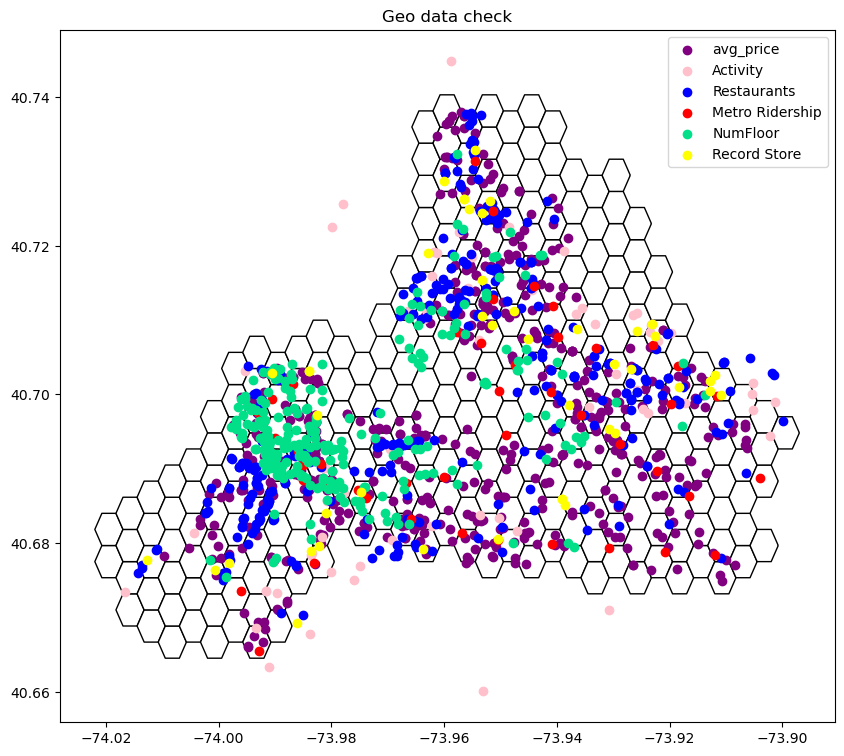 Geo data check
avg_price
Activity
Restaurants
Metro Ridership
NumFloor
Record Store
40.74
40.72
40.70
40.68
40.66
−74.02 −74.00 −73.98 −73.96 −73.94 −73.92 −73.90